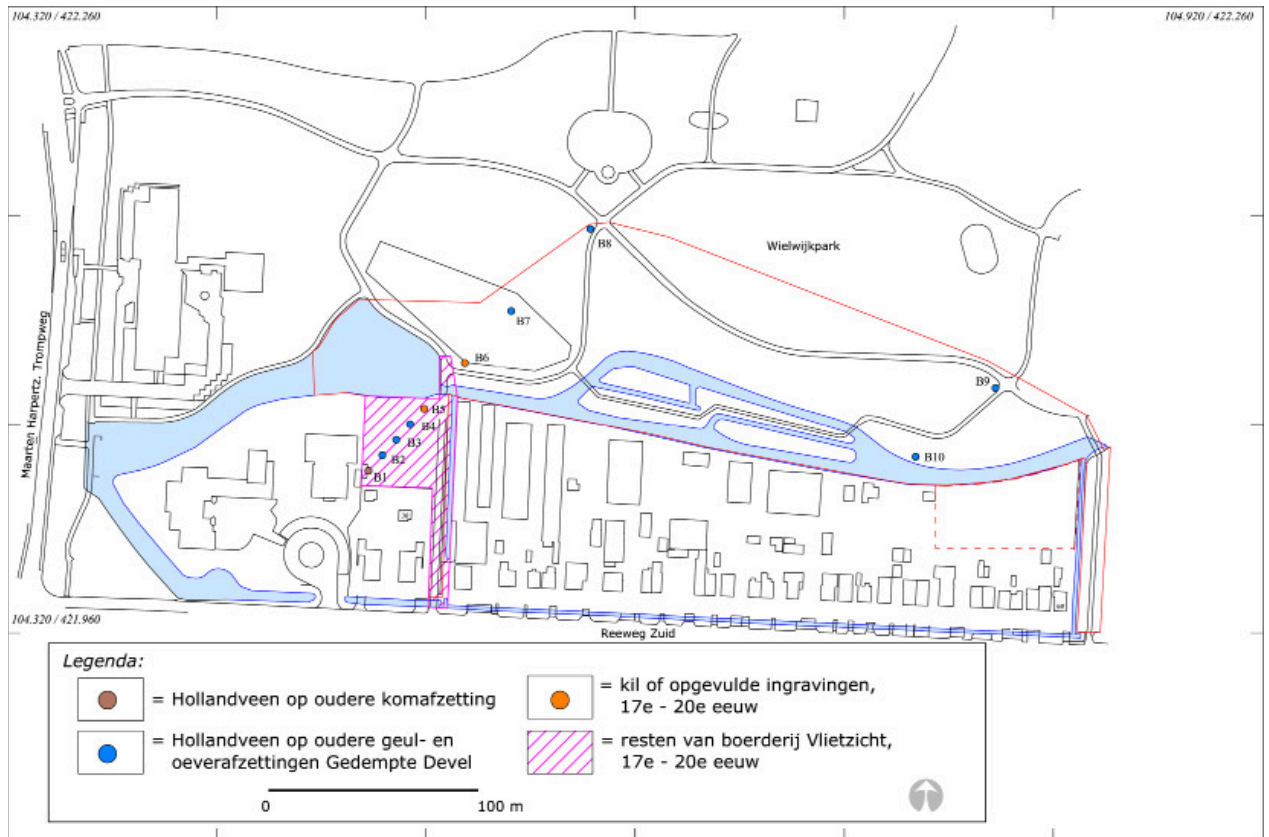 104.320 / 422.260
104.920 / 422.260
B8
Wielwijkpark
B7
B6
Maarten Harpertz. Trompweg
B9
B5
B4
B3
B2
B1
B10
104.320 / 421.960
Reeweg Zuid
Legenda:
= Hollandveen op oudere komafzetting
= Hollandveen op oudere geul- en
oeverafzettingen Gedempte Devel
= kil of opgevulde ingravingen,
17e - 20e eeuw
= resten van boerderij Vlietzicht,
17e - 20e eeuw
0
100 m